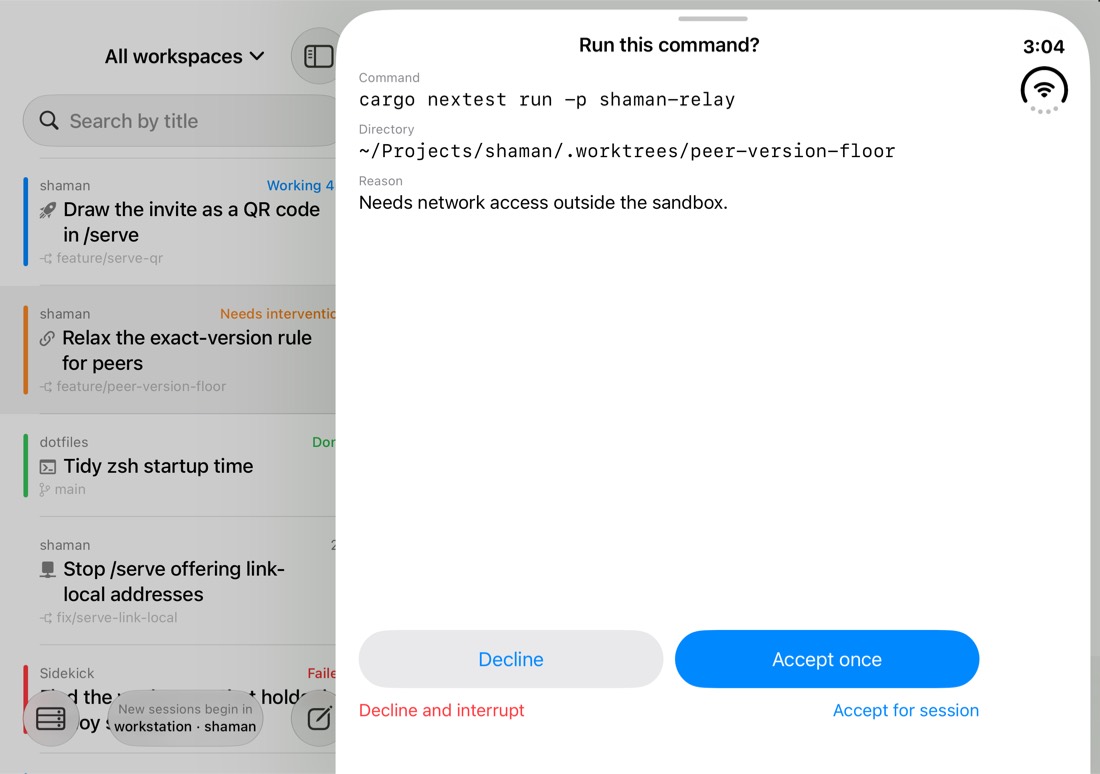 All workspaces
Search by title
shaman
Working 4
Draw the invite as a QR code
in /serve
feature/serve-qr
shaman
Needs interventio
Relax the exact-version rule
for peers
feature/peer-version-floor
dotfiles
Don
Tidy zsh startup time
main
shaman
Stop /serve offering link-
local addresses
fix/serve-link-local
Sidekick
Faile
the
hold
New sessions begin in
workstation · shaman
Run this command?
3:04
Command
cargo nextest run -p shaman-relay
Directory
~/Projects/shaman/.worktrees/peer-version-floor
Reason
Needs network access outside the sandbox.
Decline
Accept once
Decline and interrupt
Accept for session